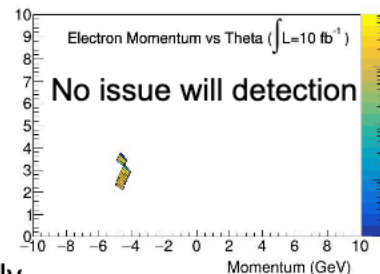 Electron Momentum vs Theta (∫L=10 fb⁻¹)
No issue will detection
10
9
8
7
6
5
4
3
2
1
0
-10 -8 -6 -4 -2 0 2 4 6 8 10
Momentum (GeV)